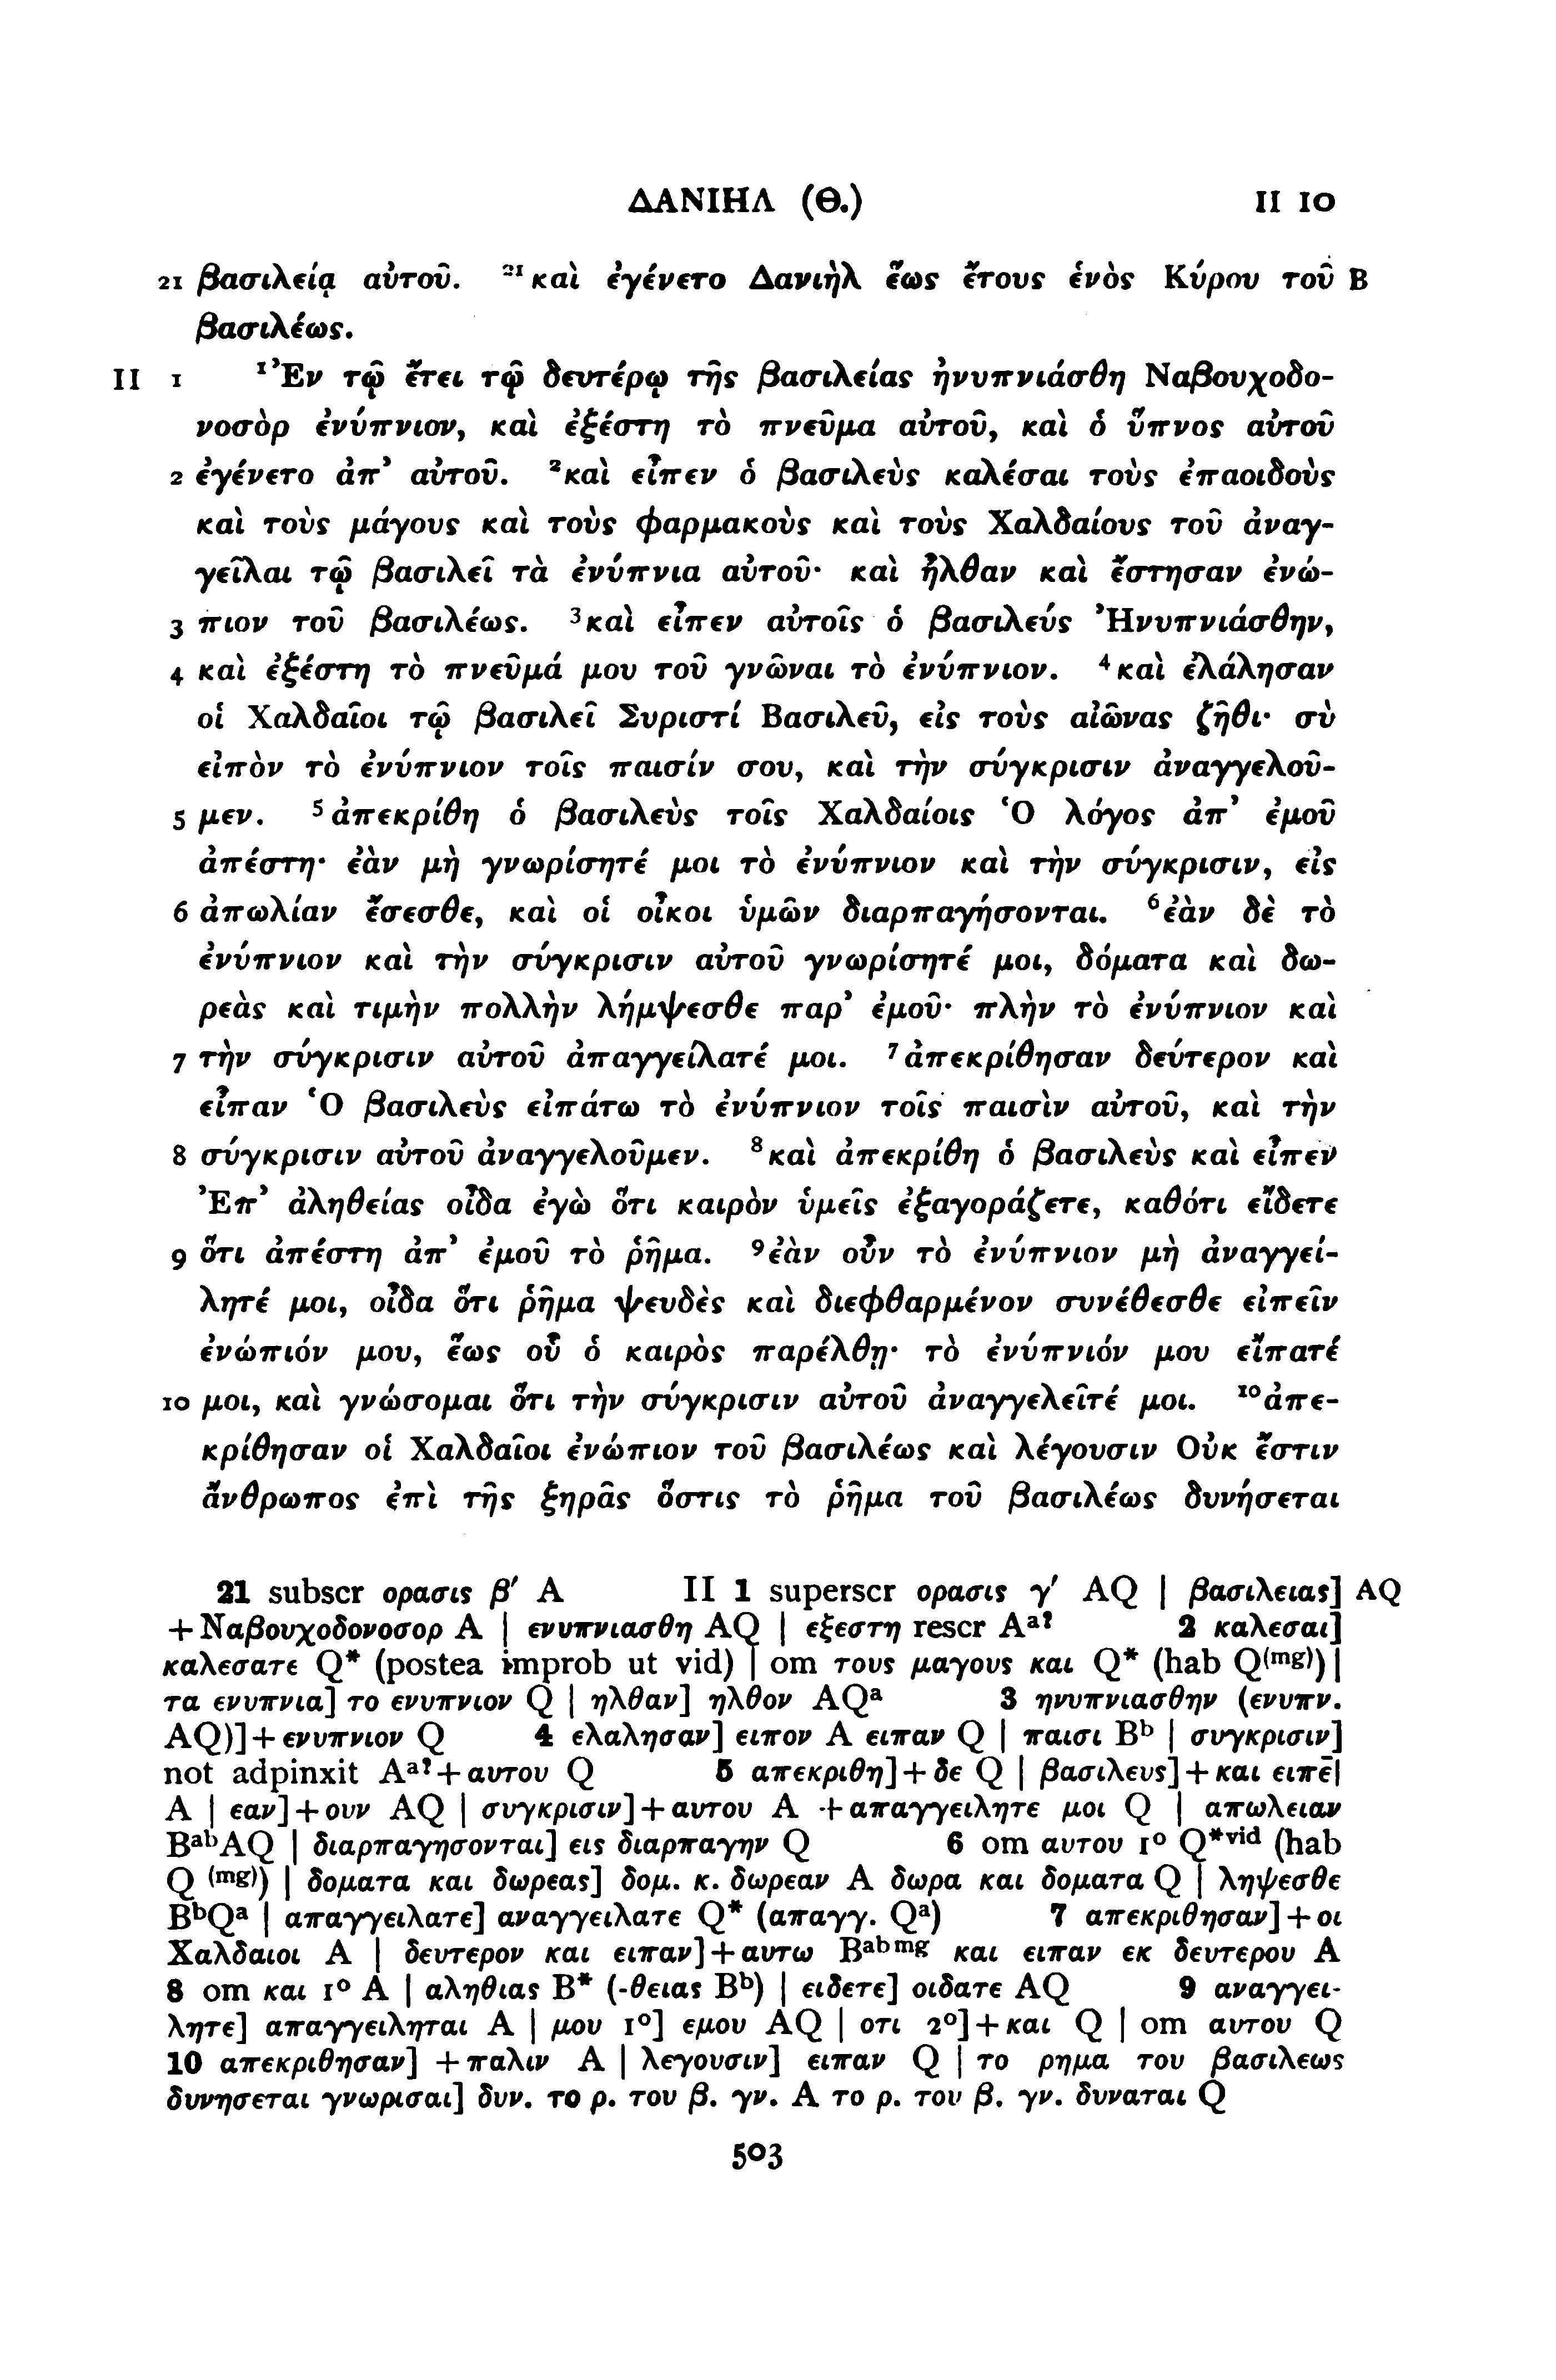 ΔΑΝΙΗΛ (Θ.) II 10
21 βασιλείᾳ αὐτοῦ. ²¹καὶ ἐγένετο Δανιὴλ ἕως ἔτους ἑνὸς Κύρου τοῦ B
βασιλέως.
II 1 ¹Ἐν τῷ ἔτει τῷ δευτέρῳ τῆς βασιλείας ἠνυπνιάσθη Ναβουχοδο-
νοσὸρ ἐνύπνιον, καὶ ἐξέστη τὸ πνεῦμα αὐτοῦ, καὶ ὁ ὕπνος αὐτοῦ
2 ἐγένετο ἀπ᾽ αὐτοῦ. ²καὶ εἶπεν ὁ βασιλεὺς καλέσαι τοὺς ἐπαοιδοὺς
καὶ τοὺς μάγους καὶ τοὺς φαρμακοὺς καὶ τοὺς Χαλδαίους τοῦ ἀναγ-
γεῖλαι τῷ βασιλεῖ τὰ ἐνύπνια αὐτοῦ· καὶ ἦλθαν καὶ ἔστησαν ἐνώ-
3 πιον τοῦ βασιλέως. ³καὶ εἶπεν αὐτοῖς ὁ βασιλεύς Ἠνυπνιάσθην,
4 καὶ ἐξέστη τὸ πνεῦμά μου τοῦ γνῶναι τὸ ἐνύπνιον. ⁴καὶ ἐλάλησαν
οἱ Χαλδαῖοι τῷ βασιλεῖ Συριστί Βασιλεῦ, εἰς τοὺς αἰῶνας ζῆθι· σὺ
εἰπὸν τὸ ἐνύπνιον τοῖς παισίν σου, καὶ τὴν σύγκρισιν ἀναγγελοῦ-
5 μεν. ⁵ἀπεκρίθη ὁ βασιλεὺς τοῖς Χαλδαίοις Ὁ λόγος ἀπ᾽ ἐμοῦ
ἀπέστη· ἐὰν μὴ γνωρίσητέ μοι τὸ ἐνύπνιον καὶ τὴν σύγκρισιν, εἰς
6 ἀπωλίαν ἔσεσθε, καὶ οἱ οἶκοι ὑμῶν διαρπαγήσονται. ⁶ἐὰν δὲ τὸ
ἐνύπνιον καὶ τὴν σύγκρισιν αὐτοῦ γνωρίσητέ μοι, δόματα καὶ δω-
ρεὰς καὶ τιμὴν πολλὴν λήμψεσθε παρ᾽ ἐμοῦ· πλὴν τὸ ἐνύπνιον καὶ
7 τὴν σύγκρισιν αὐτοῦ ἀπαγγείλατέ μοι. ⁷ἀπεκρίθησαν δεύτερον καὶ
εἶπαν Ὁ βασιλεὺς εἰπάτω τὸ ἐνύπνιον τοῖς παισὶν αὐτοῦ, καὶ τὴν
8 σύγκρισιν αὐτοῦ ἀναγγελοῦμεν. ⁸καὶ ἀπεκρίθη ὁ βασιλεὺς καὶ εἶπεν
Ἐπ᾽ ἀληθείας οἶδα ἐγὼ ὅτι καιρὸν ὑμεῖς ἐξαγοράζετε, καθότι εἴδετε
9 ὅτι ἀπέστη ἀπ᾽ ἐμοῦ τὸ ῥῆμα. ⁹ἐὰν οὖν τὸ ἐνύπνιον μὴ ἀναγγεί-
λητέ μοι, οἶδα ὅτι ῥῆμα ψευδὲς καὶ διεφθαρμένον συνέθεσθε εἰπεῖν
ἐνώπιόν μου, ἕως οὗ ὁ καιρὸς παρέλθῃ· τὸ ἐνύπνιόν μου εἴπατέ
10 μοι, καὶ γνώσομαι ὅτι τὴν σύγκρισιν αὐτοῦ ἀναγγελεῖτέ μοι. ¹⁰ἀπε-
κρίθησαν οἱ Χαλδαῖοι ἐνώπιον τοῦ βασιλέως καὶ λέγουσιν Οὐκ ἔστιν
ἄνθρωπος ἐπὶ τῆς ξηρᾶς ὅστις τὸ ῥῆμα τοῦ βασιλέως δυνήσεται
21 subscr ορασις β′ A II 1 superscr ορασις γ′ AQ | βασιλειας] AQ
+Ναβουχοδονοσορ A | ενυπνιασθη AQ | εξεστη rescr Aᵃ? 2 καλεσαι]
καλεσατε Q* (postea improb ut vid) | om τους μαγους και Q* (hab Q⁽ᵐᵍ⁾) |
τα ενυπνια] το ενυπνιον Q | ηλθαν] ηλθον AQᵃ 3 ηνυπνιασθην (ενυπν.
AQ)]+ενυπνιον Q 4 ελαλησαν] ειπον A ειπαν Q | παισι Bᵇ | συγκρισιν]
not adpinxit Aᵃ?+αυτου Q 5 απεκριθη]+δε Q | βασιλευς]+και ειπε̄|
A | εαν]+ουν AQ | συγκρισιν]+αυτου A +απαγγειλητε μοι Q | απωλειαν
BᵃᵇAQ | διαρπαγησονται] εις διαρπαγην Q 6 om αυτου 1° Q*ᵛⁱᵈ (hab
Q ⁽ᵐᵍ⁾) | δοματα και δωρεας] δομ. κ. δωρεαν A δωρα και δοματα Q | ληψεσθε
BᵇQᵃ | απαγγειλατε] αναγγειλατε Q* (απαγγ. Qᵃ) 7 απεκριθησαν]+οι
Χαλδαιοι A | δευτερον και ειπαν]+αυτω Bᵃᵇᵐᵍ και ειπαν εκ δευτερου A
8 om και 1° A | αληθιας B* (-θειας Bᵇ) | ειδετε] οιδατε AQ 9 αναγγει-
λητε] απαγγειληται A | μου 1°] εμου AQ | οτι 2°]+και Q | om αυτου Q
10 απεκριθησαν] +παλιν A | λεγουσιν] ειπαν Q | το ρημα του βασιλεως
δυνησεται γνωρισαι] δυν. το ρ. του β. γν. A το ρ. του β. γν. δυναται Q
503